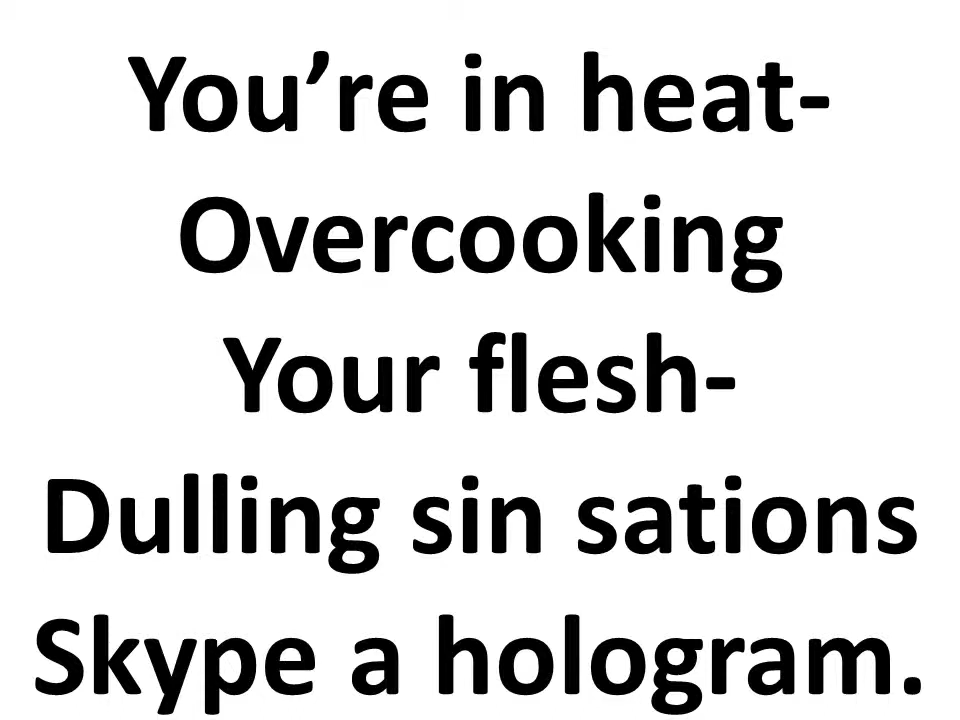 You’re in heat-
Overcooking
Your flesh-
Dulling sin sations
Skype a hologram.